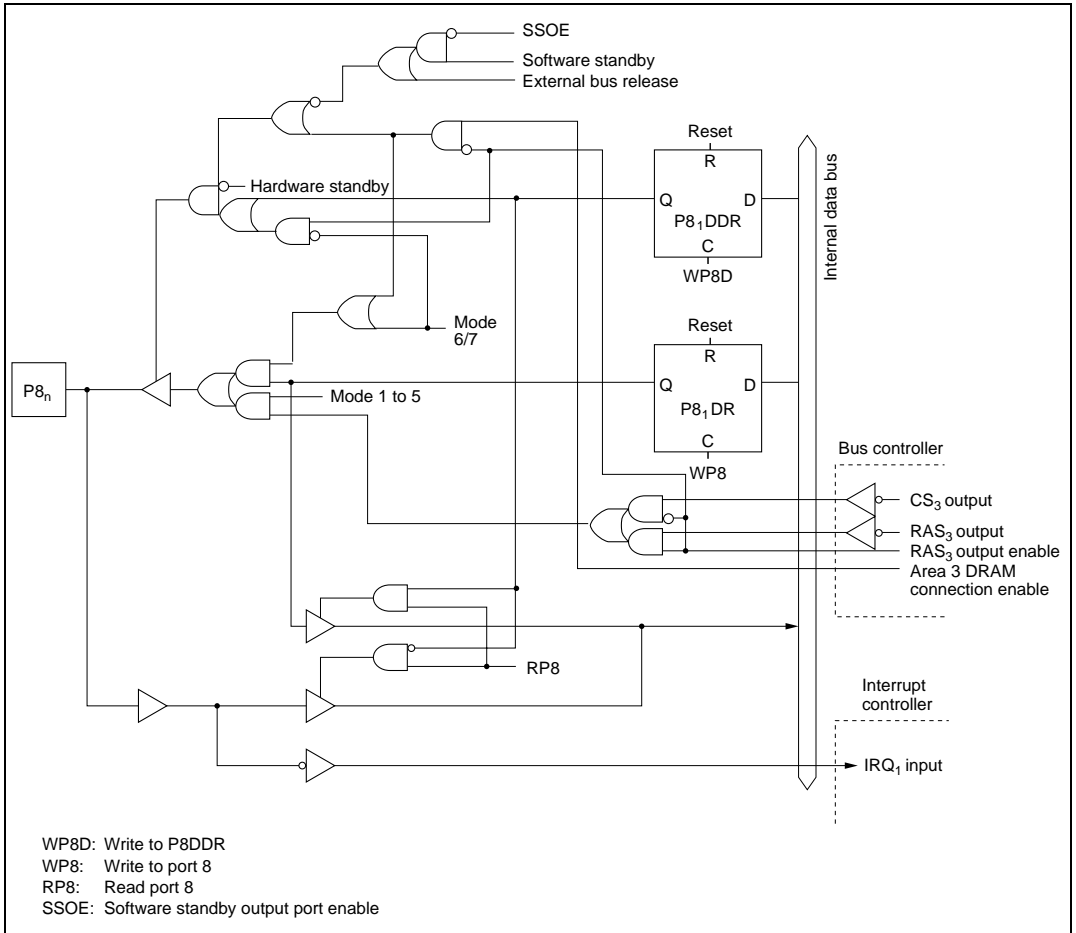 SSOE
Software standby
External bus release
Reset
R
Hardware standby
Q
D
P8₁DDR
C
WP8D
Internal data bus
Mode
6/7
Reset
R
P8ₙ
Q
D
Mode 1 to 5
P8₁DR
C
WP8
Bus controller
CS₃ output
RAS₃ output
RAS₃ output enable
Area 3 DRAM
connection enable
RP8
Interrupt
controller
IRQ₁ input
WP8D: Write to P8DDR
WP8: Write to port 8
RP8: Read port 8
SSOE: Software standby output port enable